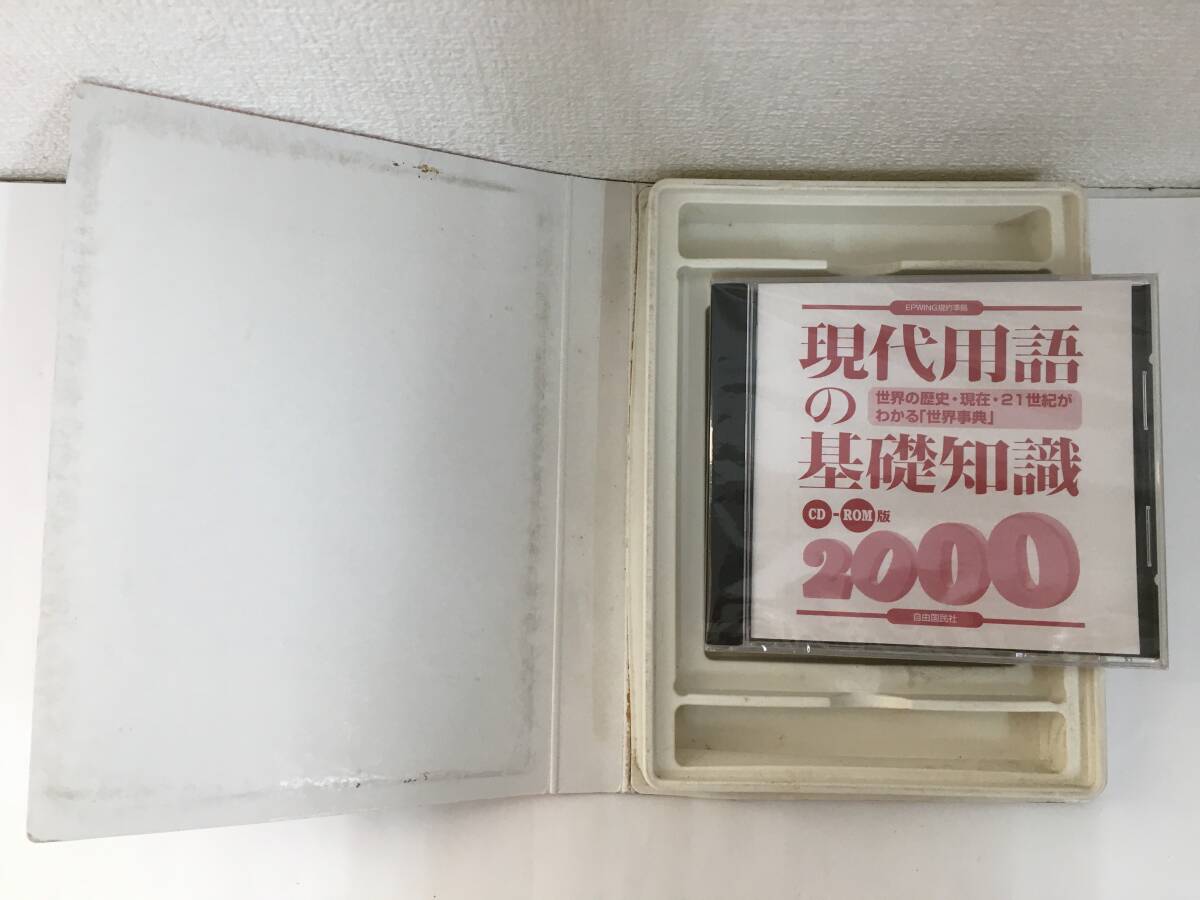 EPWING規約準拠
現代用語
の
世界の歴史・現在・21世紀が
わかる「世界事典」
基礎知識
CD-ROM版
2000
自由国民社